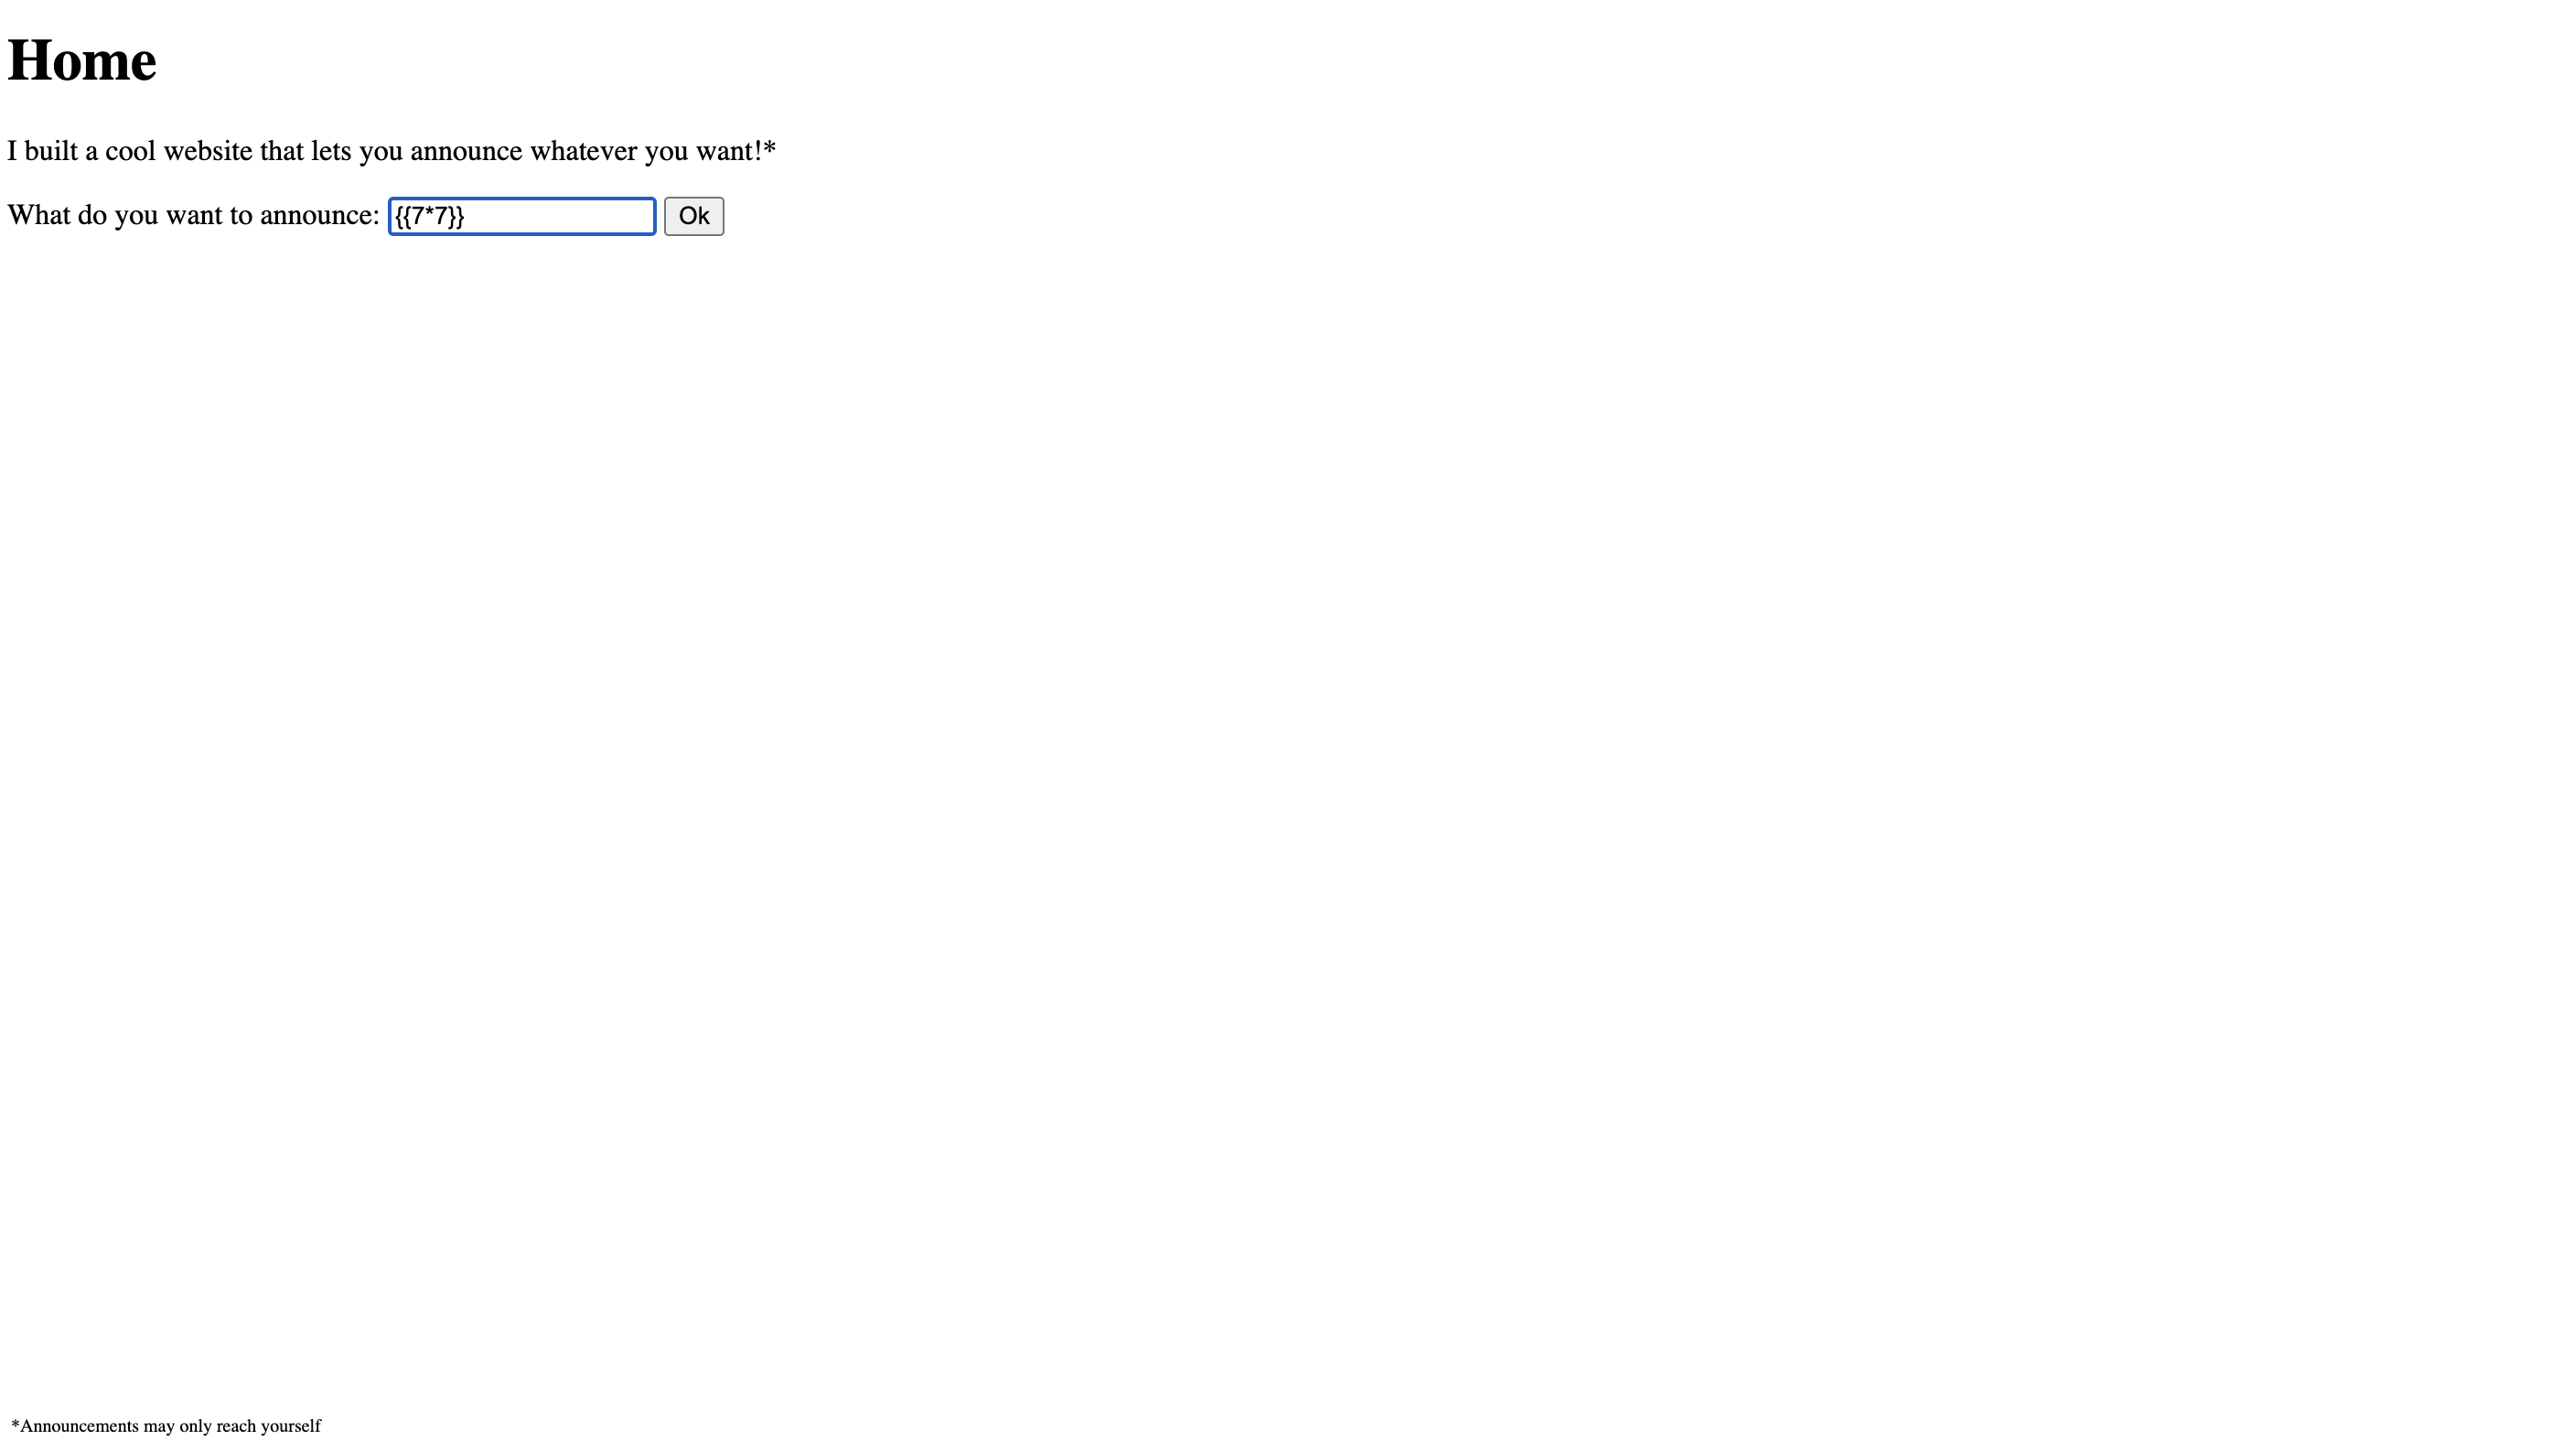 Home
I built a cool website that lets you announce whatever you want!*
What do you want to announce: {{7*7}} Ok
*Announcements may only reach yourself